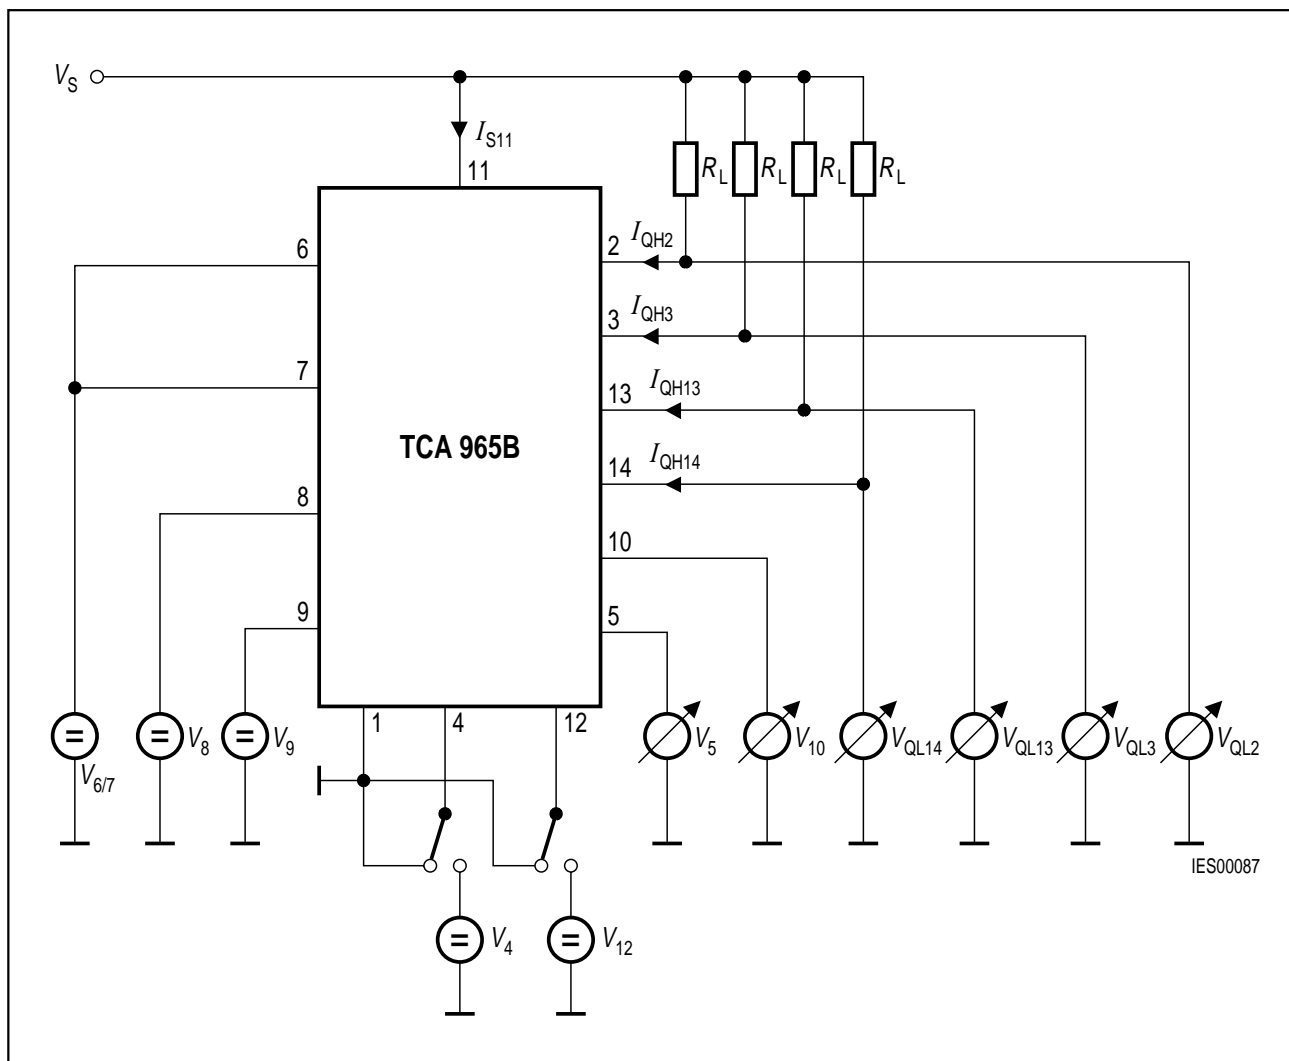 V_S
I_S11
11
R_L R_L R_L R_L
6
2 I_QH2
3 I_QH3
7
13 I_QH13
TCA 965B
14 I_QH14
8
10
9
5
1 4 12
=
V_6/7
= V_8
= V_9
V_5
V_10
V_QL14
V_QL13
V_QL3
V_QL2
IES00087
= V_4
= V_12